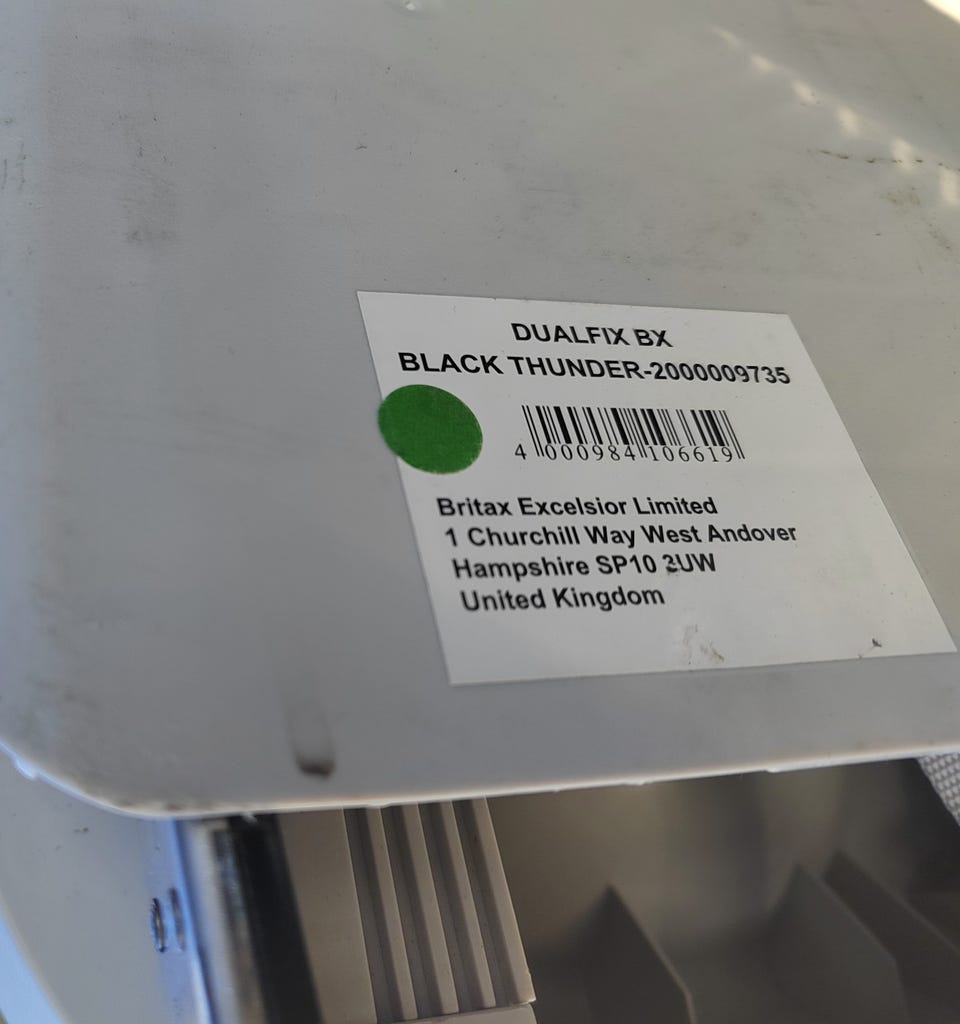 DUALFIX BX
BLACK THUNDER-2000009735
4 000984 106619
Britax Excelsior Limited
1 Churchill Way West Andover
Hampshire SP10 3UW
United Kingdom